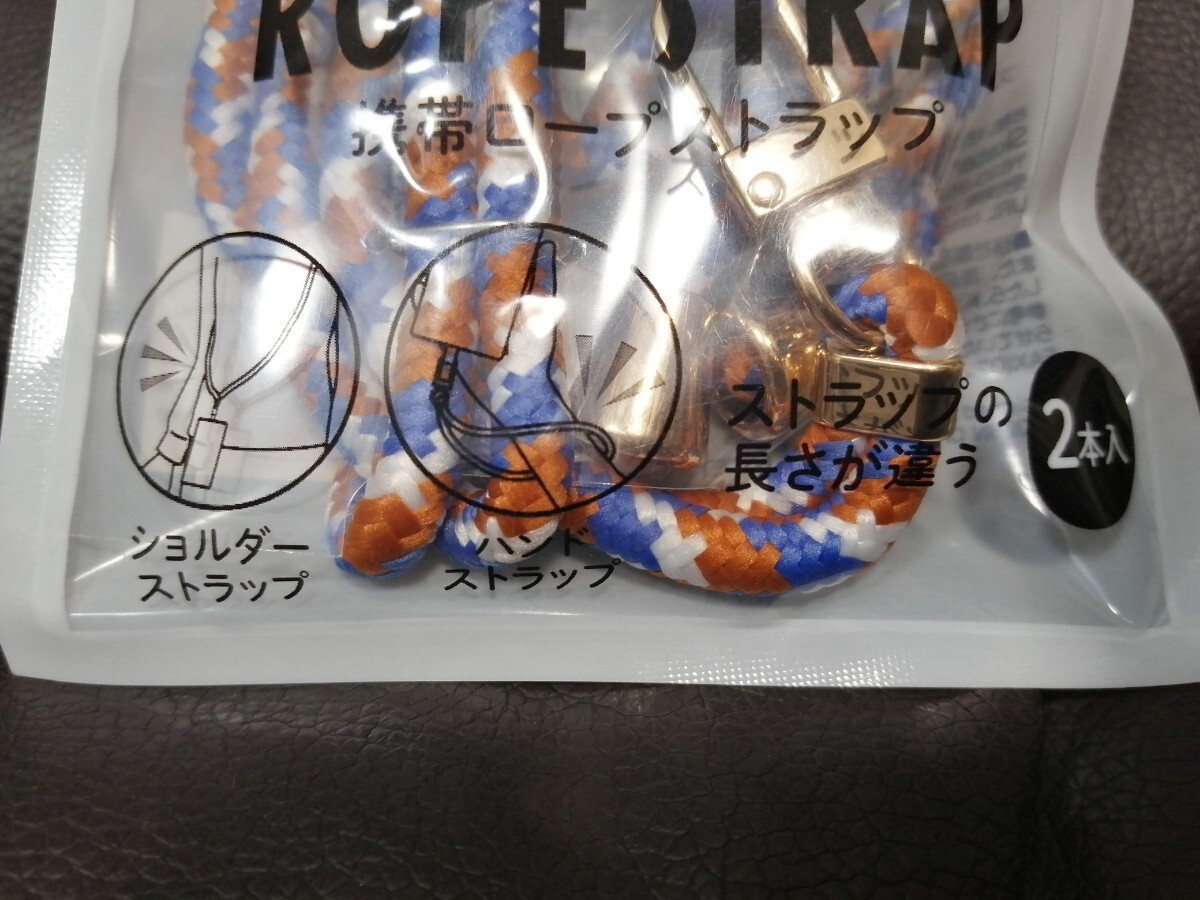 ROPE STRAP
携帯ロープストラップ
ショルダー
ストラップ
ハンド
ストラップ
ストラップの
長さが違う
2本入